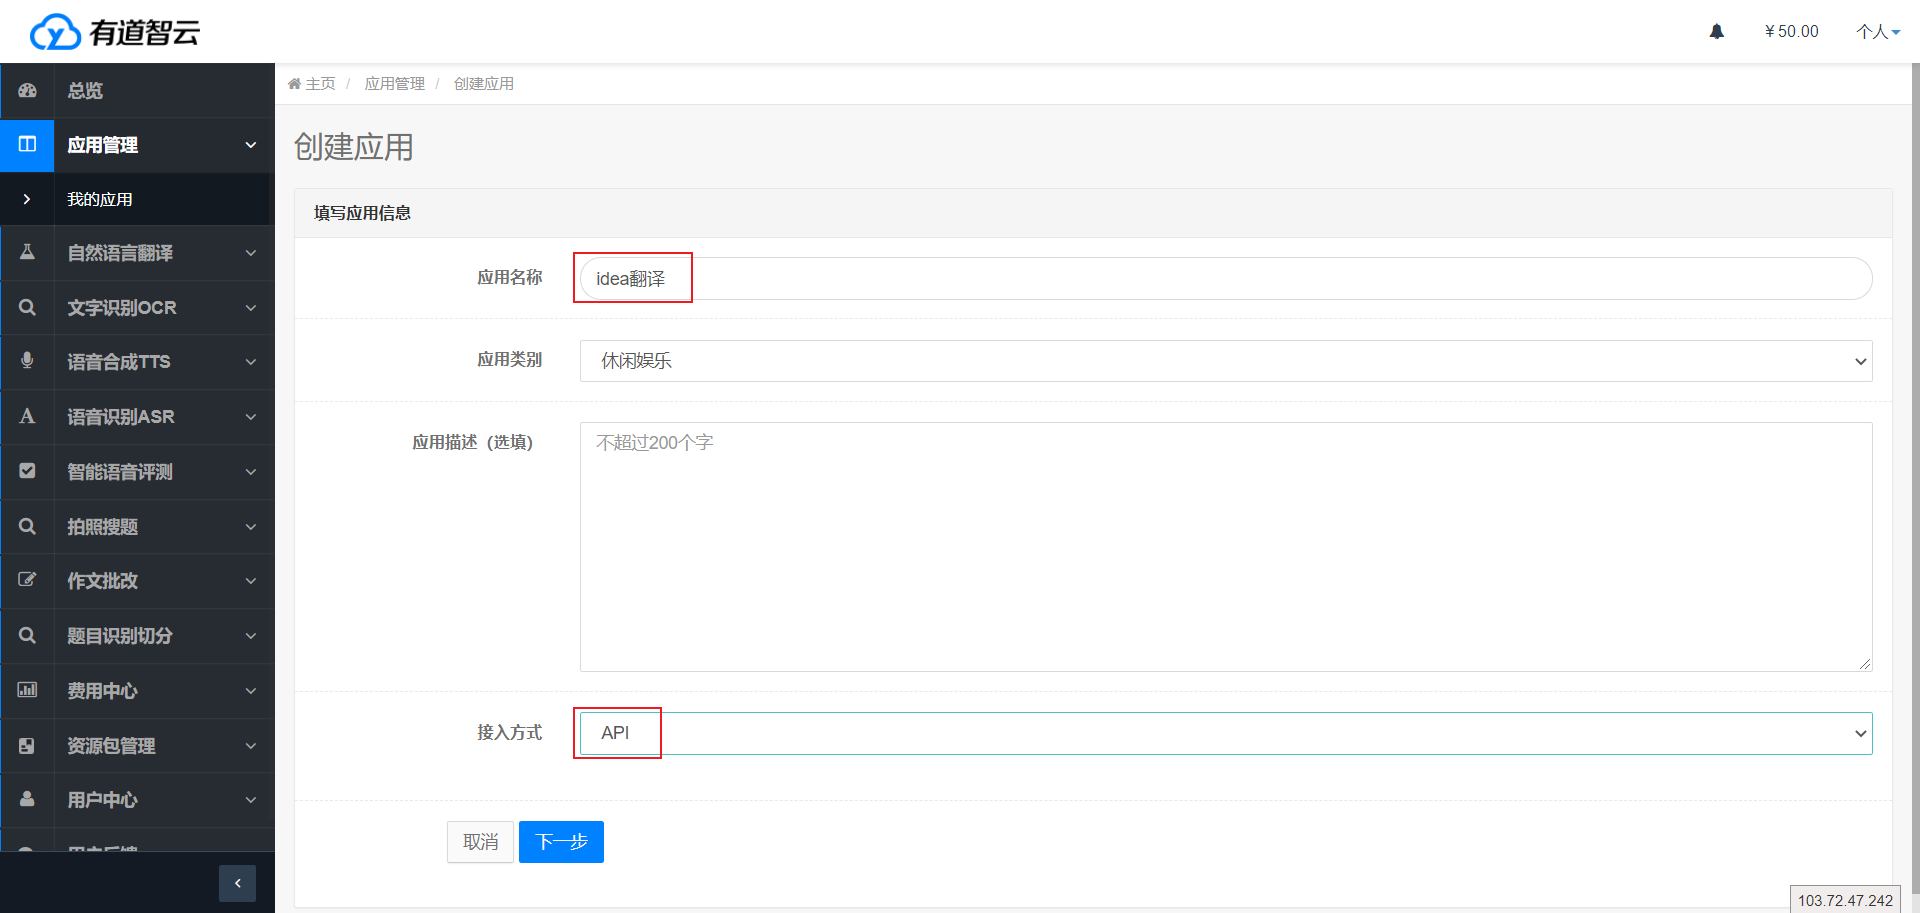 有道智云
¥ 50.00
个人
总览
应用管理
我的应用
自然语言翻译
文字识别OCR
语音合成TTS
语音识别ASR
智能语音评测
拍照搜题
作文批改
题目识别切分
费用中心
资源包管理
用户中心
主页 / 应用管理 / 创建应用
创建应用
填写应用信息
应用名称
idea翻译
应用类别
休闲娱乐
应用描述（选填）
不超过200个字
接入方式
API
取消
下一步
103.72.47.242